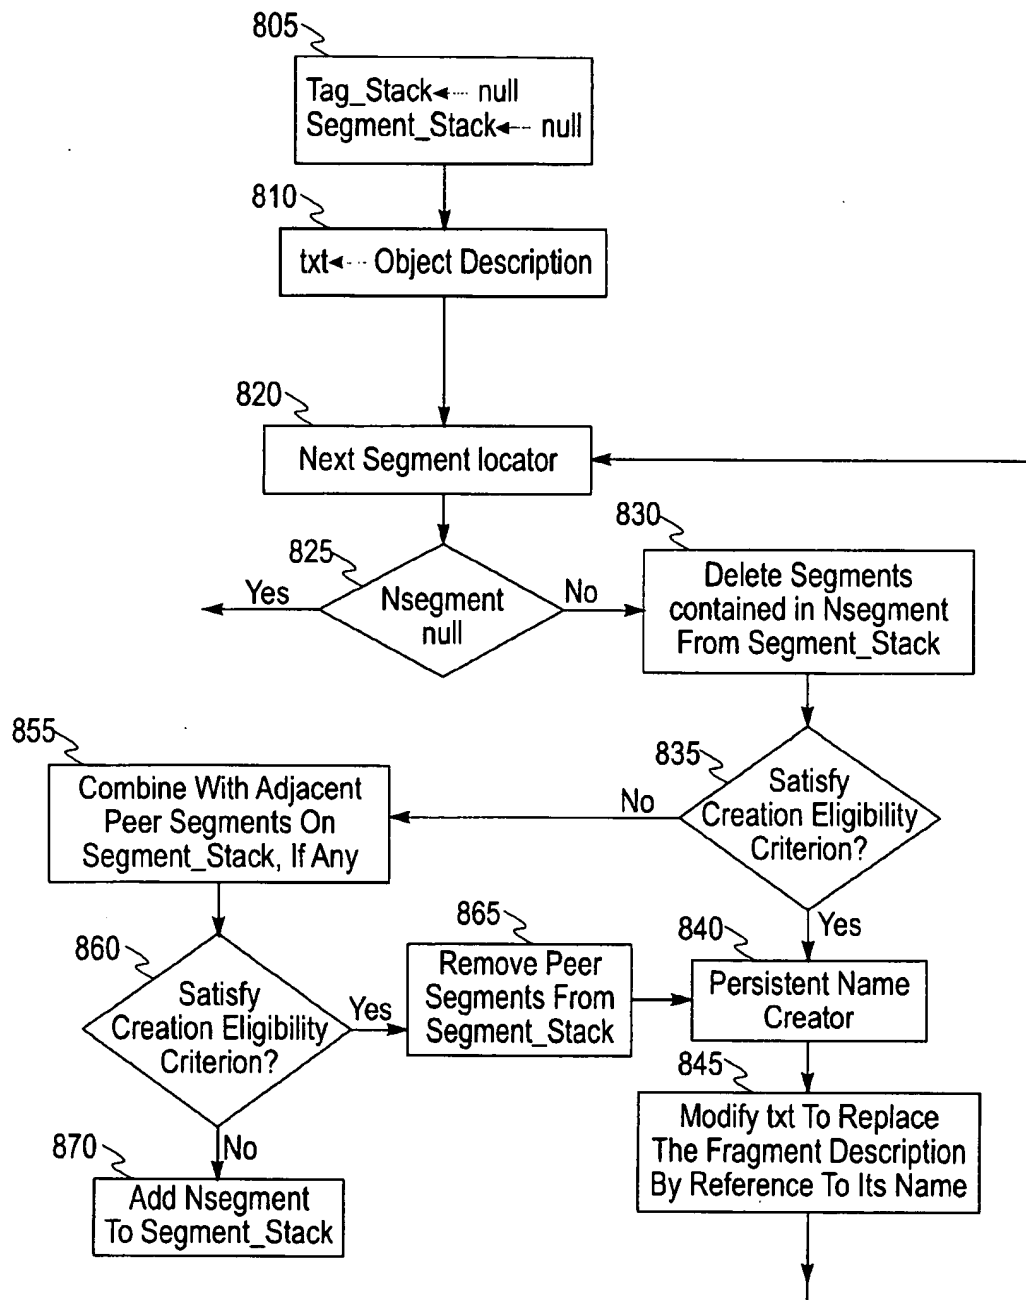 805
Tag_Stack null
Segment_Stack null
810
txt Object Description
820
Next Segment locator
825
Nsegment
null
Yes
No
830
Delete Segments
contained in Nsegment
From Segment_Stack
835
Satisfy
Creation Eligibility
Criterion?
No
Yes
855
Combine With Adjacent
Peer Segments On
Segment_Stack, If Any
860
Satisfy
Creation Eligibility
Criterion?
Yes
No
865
Remove Peer
Segments From
Segment_Stack
840
Persistent Name
Creator
845
Modify txt To Replace
The Fragment Description
By Reference To Its Name
870
Add Nsegment
To Segment_Stack